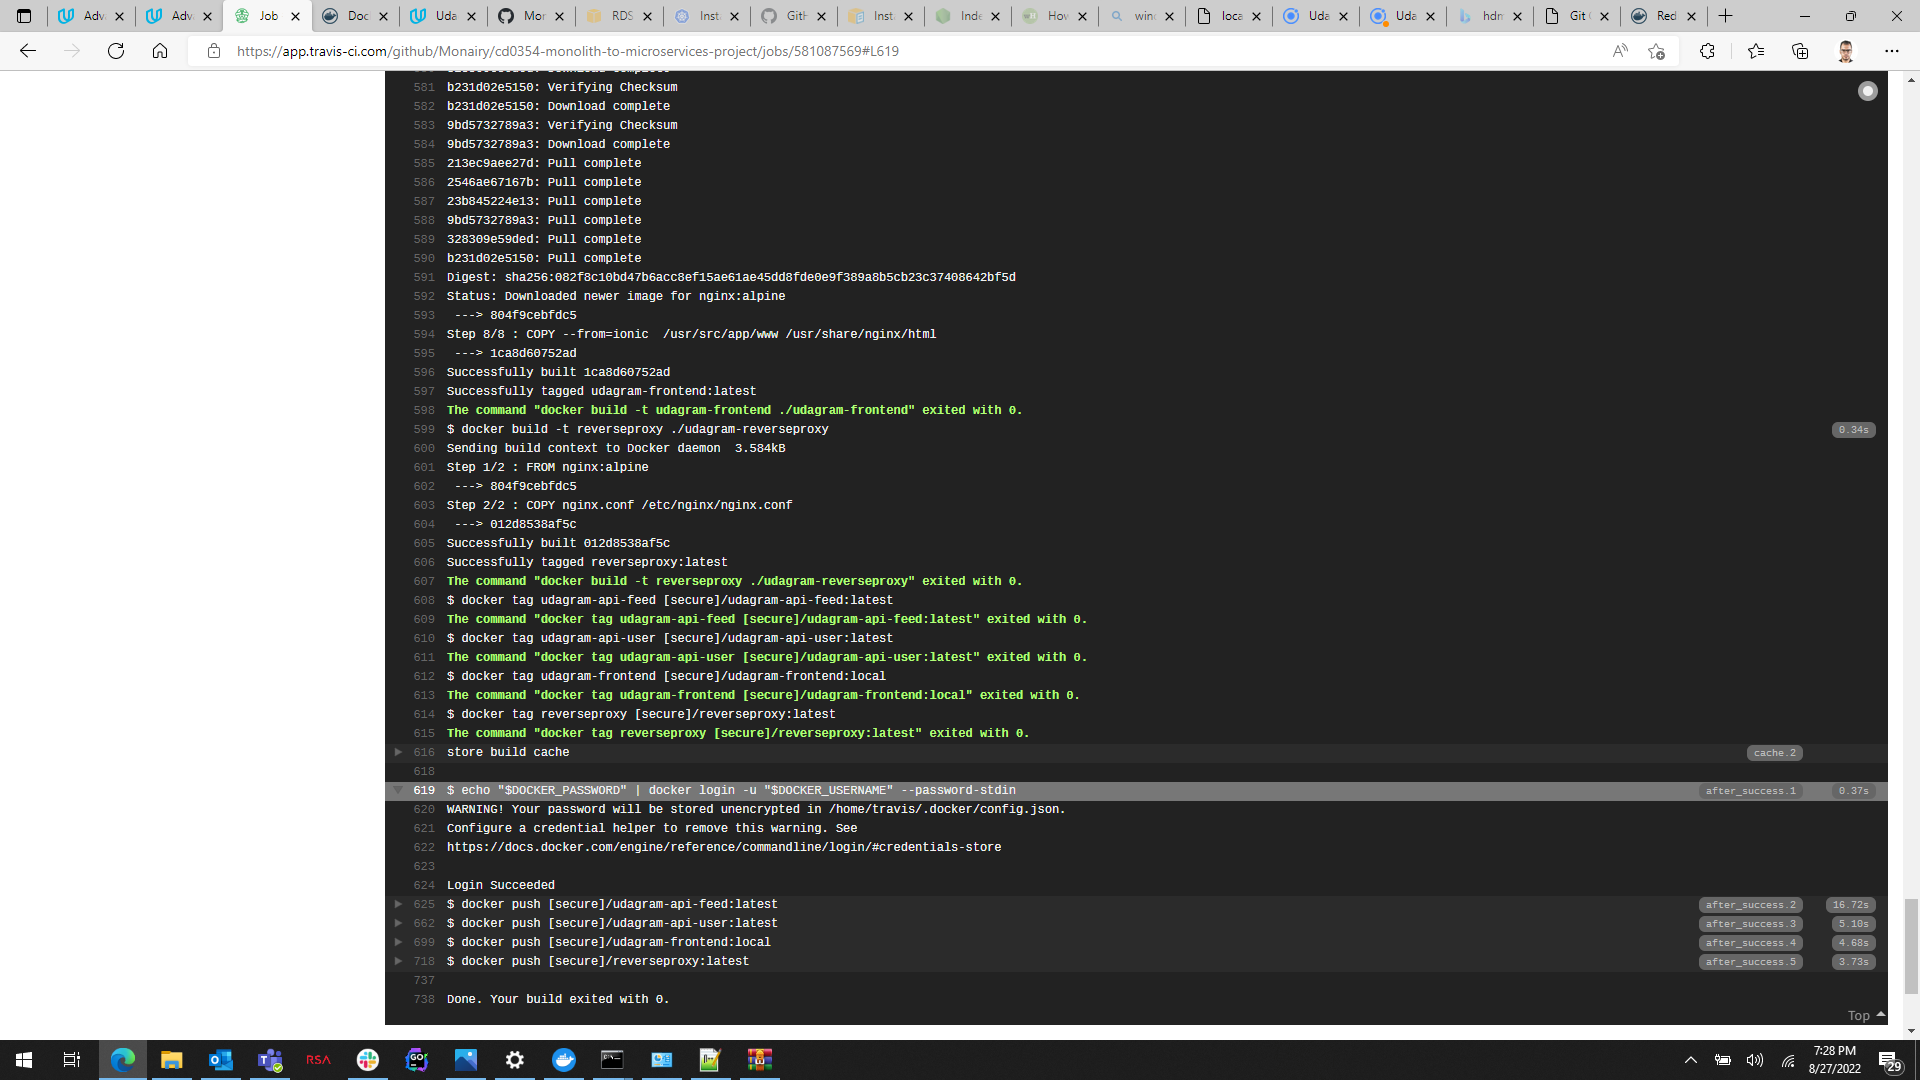 Adv
Adv
Job
Doc
Uda
Mor
RDS
Inst
GitH
Inst
Inde
How
winc
loca
Uda
Uda
hdn
Git
Red
https://app.travis-ci.com/github/Monairy/cd0354-monolith-to-microservices-project/jobs/581087569#L619
581 b231d02e5150: Verifying Checksum
582 b231d02e5150: Download complete
583 9bd5732789a3: Verifying Checksum
584 9bd5732789a3: Download complete
585 213ec9aee27d: Pull complete
586 2546ae67167b: Pull complete
587 23b845224e13: Pull complete
588 9bd5732789a3: Pull complete
589 328309e59ded: Pull complete
590 b231d02e5150: Pull complete
591 Digest: sha256:082f8c10bd47b6acc8ef15ae61ae45dd8fde0e9f389a8b5cb23c37408642bf5d
592 Status: Downloaded newer image for nginx:alpine
593 ---> 804f9cebfdc5
594 Step 8/8 : COPY --from=ionic  /usr/src/app/www /usr/share/nginx/html
595 ---> 1ca8d60752ad
596 Successfully built 1ca8d60752ad
597 Successfully tagged udagram-frontend:latest
598 The command "docker build -t udagram-frontend ./udagram-frontend" exited with 0.
599 $ docker build -t reverseproxy ./udagram-reverseproxy 0.34s
600 Sending build context to Docker daemon  3.584kB
601 Step 1/2 : FROM nginx:alpine
602 ---> 804f9cebfdc5
603 Step 2/2 : COPY nginx.conf /etc/nginx/nginx.conf
604 ---> 012d8538af5c
605 Successfully built 012d8538af5c
606 Successfully tagged reverseproxy:latest
607 The command "docker build -t reverseproxy ./udagram-reverseproxy" exited with 0.
608 $ docker tag udagram-api-feed [secure]/udagram-api-feed:latest
609 The command "docker tag udagram-api-feed [secure]/udagram-api-feed:latest" exited with 0.
610 $ docker tag udagram-api-user [secure]/udagram-api-user:latest
611 The command "docker tag udagram-api-user [secure]/udagram-api-user:latest" exited with 0.
612 $ docker tag udagram-frontend [secure]/udagram-frontend:local
613 The command "docker tag udagram-frontend [secure]/udagram-frontend:local" exited with 0.
614 $ docker tag reverseproxy [secure]/reverseproxy:latest
615 The command "docker tag reverseproxy [secure]/reverseproxy:latest" exited with 0.
616 store build cache cache.2
618
619 $ echo "$DOCKER_PASSWORD" | docker login -u "$DOCKER_USERNAME" --password-stdin after_success.1 0.37s
620 WARNING! Your password will be stored unencrypted in /home/travis/.docker/config.json.
621 Configure a credential helper to remove this warning. See
622 https://docs.docker.com/engine/reference/commandline/login/#credentials-store
623
624 Login Succeeded
625 $ docker push [secure]/udagram-api-feed:latest after_success.2 16.72s
662 $ docker push [secure]/udagram-api-user:latest after_success.3 5.10s
699 $ docker push [secure]/udagram-frontend:local after_success.4 4.68s
718 $ docker push [secure]/reverseproxy:latest after_success.5 3.73s
737
738 Done. Your build exited with 0.
Top
RSA
GO
7:28 PM
8/27/2022
29